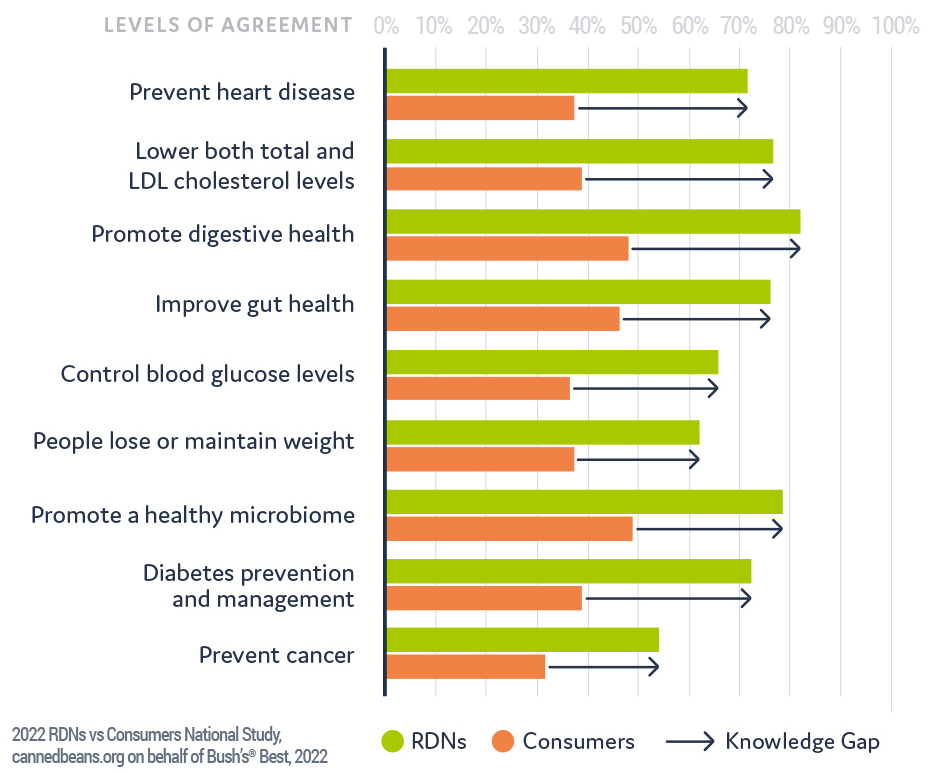 LEVELS OF AGREEMENT 0% 10% 20% 30% 40% 50% 60% 70% 80% 90% 100%
Prevent heart disease
Lower both total and
LDL cholesterol levels
Promote digestive health
Improve gut health
Control blood glucose levels
People lose or maintain weight
Promote a healthy microbiome
Diabetes prevention
and management
Prevent cancer
2022 RDNs vs Consumers National Study,
cannedbeans.org on behalf of Bush's® Best, 2022
RDNs Consumers Knowledge Gap